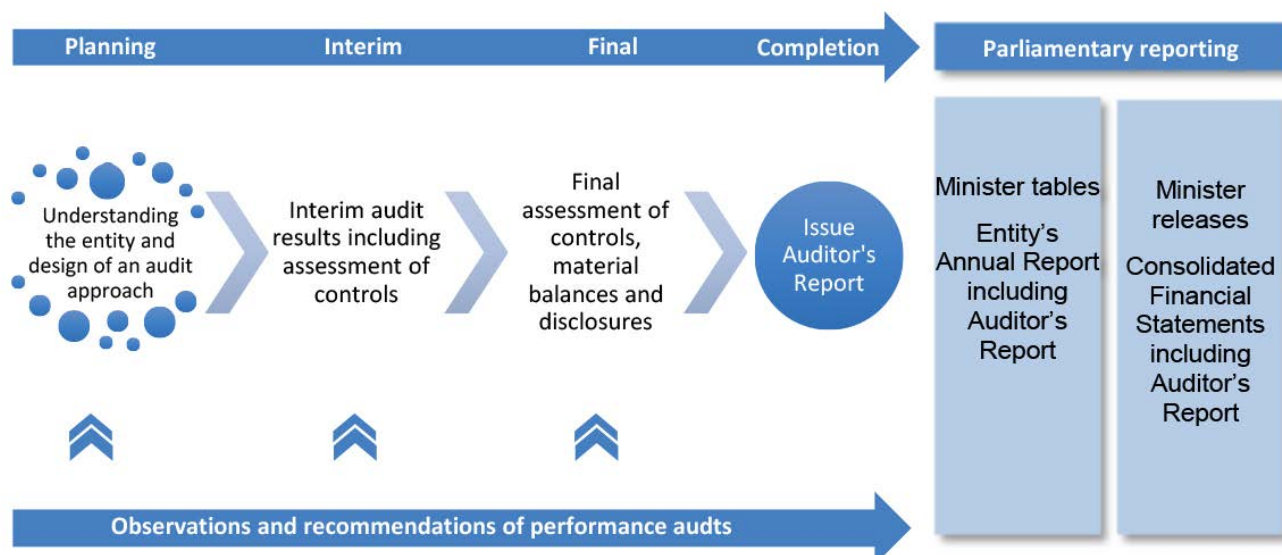 Planning
Interim
Final
Completion
Parliamentary reporting
Understanding
the entity and
design of an audit
approach
Interim audit
results including
assessment of
controls
Final
assessment of
controls,
material
balances and
disclosures
Issue
Auditor's
Report
Minister tables
Entity’s
Annual Report
including
Auditor’s
Report
Minister
releases
Consolidated
Financial
Statements
including
Auditor’s
Report
Observations and recommendations of performance audts